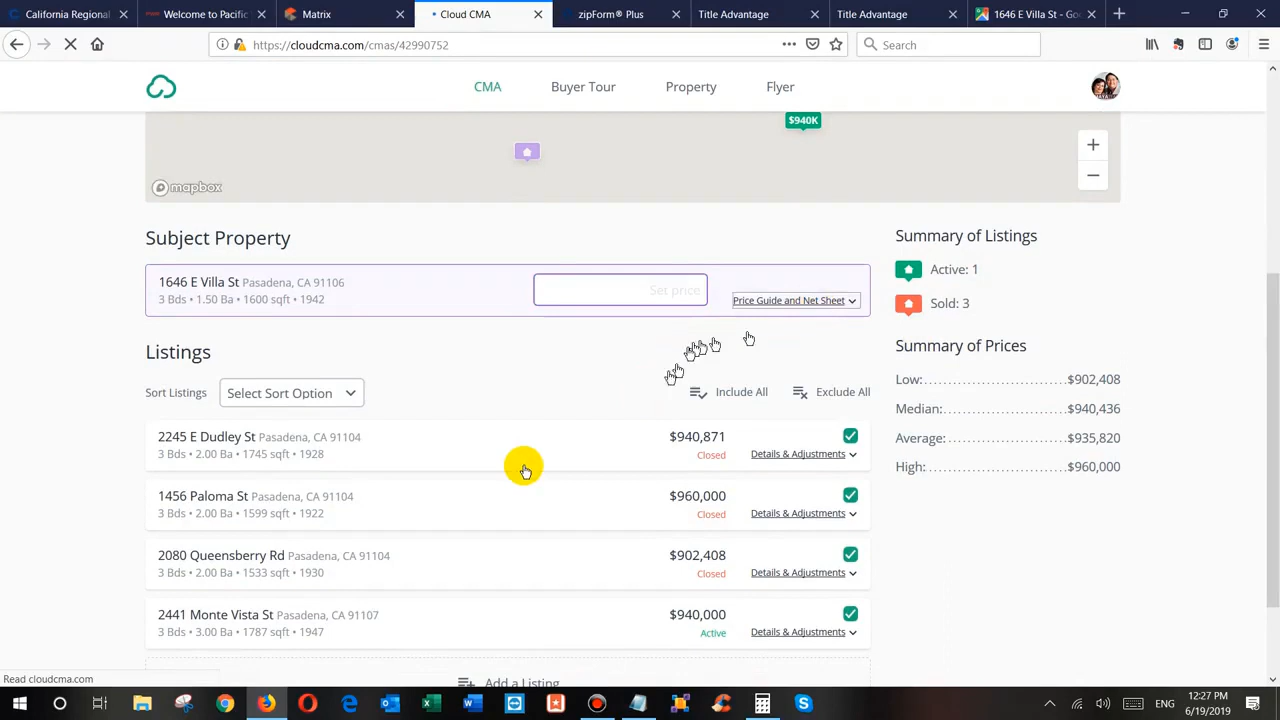 California Regional
Welcome to Pacific
Matrix
Cloud CMA
zipForm® Plus
Title Advantage
Title Advantage
1646 E Villa St - Goo
https://cloudcma.com/cmas/42990752
Search
CMA
Buyer Tour
Property
Flyer
$940K
mapbox
Subject Property
1646 E Villa St Pasadena, CA 91106
3 Bds • 1.50 Ba • 1600 sqft • 1942
Set price
Price Guide and Net Sheet
Summary of Listings
Active: 1
Sold: 3
Listings
Sort Listings
Select Sort Option
Include All
Exclude All
Summary of Prices
Low: $902,408
Median: $940,436
Average: $935,820
High: $960,000
2245 E Dudley St Pasadena, CA 91104
3 Bds • 2.00 Ba • 1745 sqft • 1928
$940,871
Closed
Details & Adjustments
1456 Paloma St Pasadena, CA 91104
3 Bds • 2.00 Ba • 1599 sqft • 1922
$960,000
Closed
Details & Adjustments
2080 Queensberry Rd Pasadena, CA 91104
3 Bds • 2.00 Ba • 1533 sqft • 1930
$902,408
Closed
Details & Adjustments
2441 Monte Vista St Pasadena, CA 91107
3 Bds • 3.00 Ba • 1787 sqft • 1947
$940,000
Active
Details & Adjustments
Add a Listing
Read cloudcma.com
ENG
12:27 PM
6/19/2019